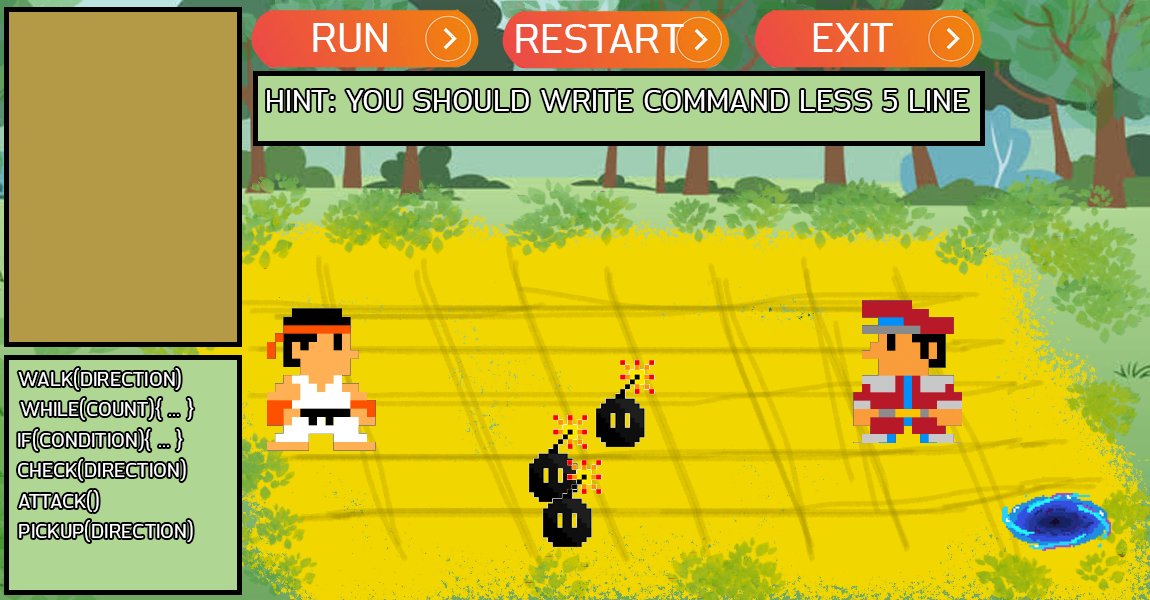 RUN
RESTART
EXIT
HINT: YOU SHOULD WRITE COMMAND LESS 5 LINE
WALK(DIRECTION)
WHILE(COUNT){ ... }
IF(CONDITION){ ... }
CHECK(DIRECTION)
ATTACK()
PICKUP(DIRECTION)